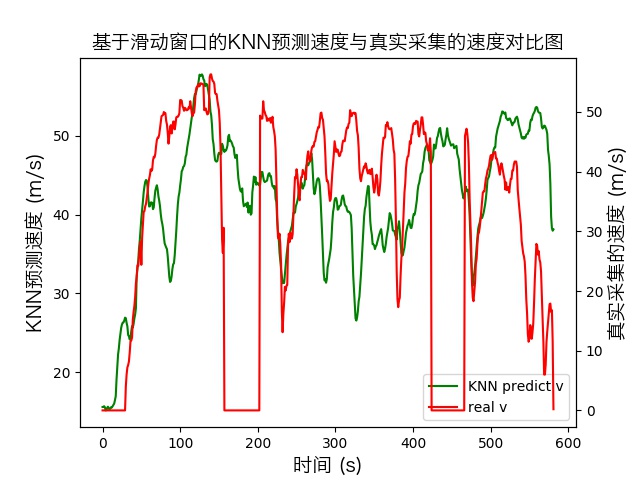 基于滑动窗口的KNN预测速度与真实采集的速度对比图
KNN预测速度 (m/s)
50
40
30
20
真实采集的速度 (m/s)
50
40
30
20
10
0
KNN predict v
real v
0 100 200 300 400 500 600
时间 (s)